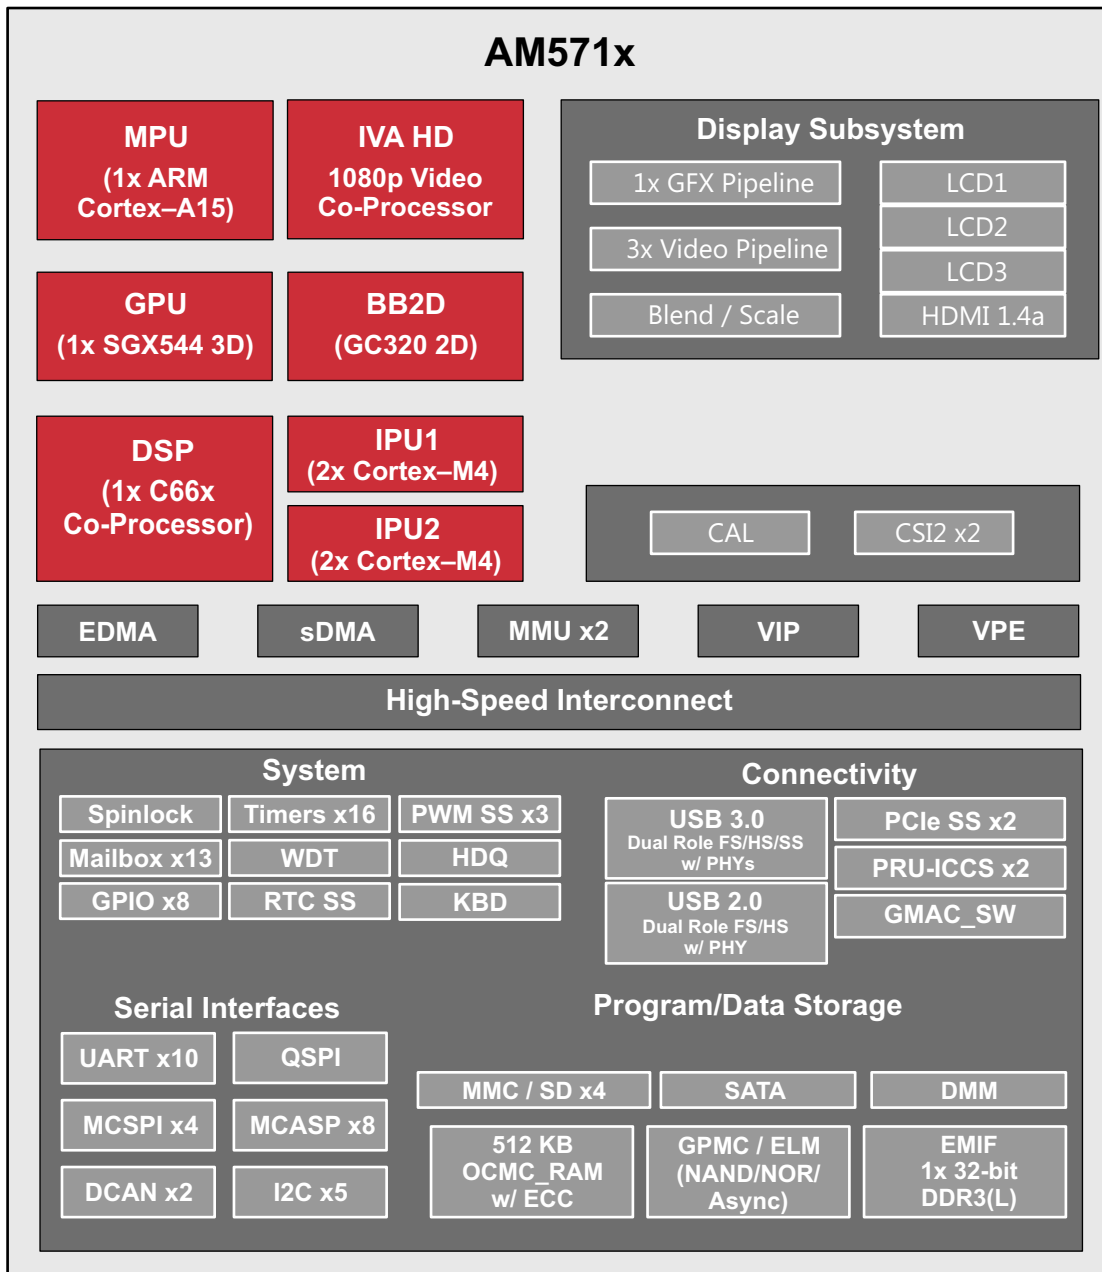 AM571x
MPU
(1x ARM
Cortex–A15)
IVA HD
1080p Video
Co-Processor
GPU
(1x SGX544 3D)
BB2D
(GC320 2D)
DSP
(1x C66x
Co-Processor)
IPU1
(2x Cortex–M4)
IPU2
(2x Cortex–M4)
Display Subsystem
1x GFX Pipeline
3x Video Pipeline
Blend / Scale
LCD1
LCD2
LCD3
HDMI 1.4a
CAL
CSI2 x2
EDMA
sDMA
MMU x2
VIP
VPE
High-Speed Interconnect
System
Spinlock
Timers x16
PWM SS x3
Mailbox x13
WDT
HDQ
GPIO x8
RTC SS
KBD
Connectivity
USB 3.0
Dual Role FS/HS/SS
w/ PHYs
USB 2.0
Dual Role FS/HS
w/ PHY
PCIe SS x2
PRU-ICCS x2
GMAC_SW
Serial Interfaces
UART x10
QSPI
MCSPI x4
MCASP x8
DCAN x2
I2C x5
Program/Data Storage
MMC / SD x4
SATA
DMM
512 KB
OCMC_RAM
w/ ECC
GPMC / ELM
(NAND/NOR/
Async)
EMIF
1x 32-bit
DDR3(L)